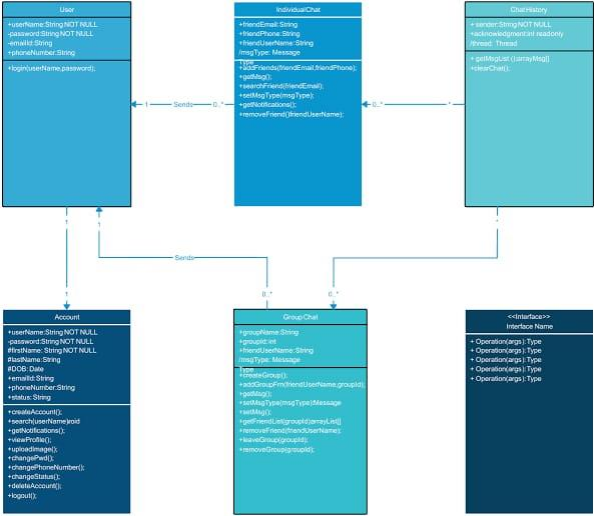 User
+userName:String NOT NULL
-password:String NOT NULL
-emailId:String
+phoneNumber:String
+login(userName,password);
IndividualChat
+friendEmail:String
+friendPhone:String
+friendUserName:String
/msgType: Message
Type
+addFriends(friendEmail,friendPhone);
+getMsg();
+searchFriend(friendEmail);
+setMsgType(msgType);
+getNotifications();
+removeFriend()friendUserName);
ChatHistory
+ sender:String NOT NULL
+acknowledgment:int readonly
/thread: Thread
+ getMsgList ():arrayMsg[]
+clearChat();
1
Sends
0..*
0..*
*
1
1
*
Sends
1
0..*
0..*
Account
+userName:String NOT NULL
-password:String NOT NULL
#firstName: String NOT NULL
#lastName:String
#DOB: Date
+emailId:String
+phoneNumber:String
+status: String
+createAccount();
+search(userName)roid
+getNotifications();
+viewProfile();
+uploadImage();
+changePwd();
+changePhoneNumber();
+changeStatus();
+deleteAccount();
+logout();
GroupChat
+groupName:String
+groupId: int
+friendUserName:String
/msgType: Message
Type
+createGroup();
+addGroupFrm(friendUserName,groupId);
+getMsg();
+setMsgType(msgType)/Message
+setMsg();
+getFriendList(groupId)arrayList[]
+removeFriend(friendUserName);
+leaveGroup(groupId);
+removeGroup(groupId);
<<Interface>>
Interface Name
+ Operation(args):Type
+ Operation(args):Type
+ Operation(args):Type
+ Operation(args):Type
+ Operation(args):Type